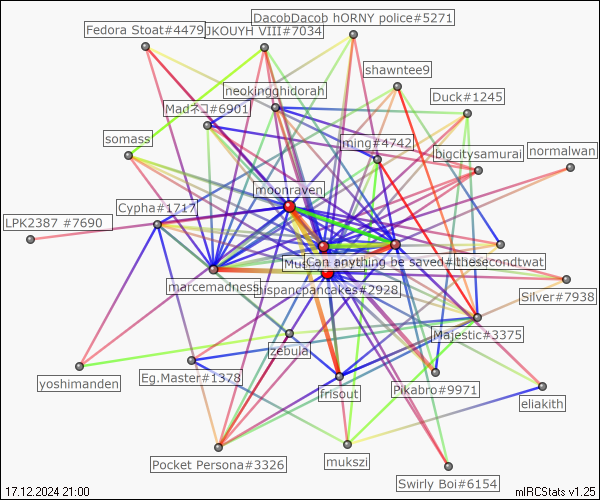 DacobDacob hORNY police#5271
Fedora Stoat#4479
JKOUYH VIII#7034
shawntee9
neokingghidorah
Duck#1245
Madネコ#6901
somass
ming#4742
bigcitysamurai
normalwan
moonraven
Cypha#1717
LPK2387 #7690
Can anything be saved#
thesecondtwat
marcemadness
hispancpancakes#2928
Silver#7938
Majestic#3375
zebula
yoshimanden
Eg.Master#1378
frisout
Pikabro#9971
eliakith
Pocket Persona#3326
mukszi
Swirly Boi#6154
17.12.2024 21:00
mIRCStats v1.25